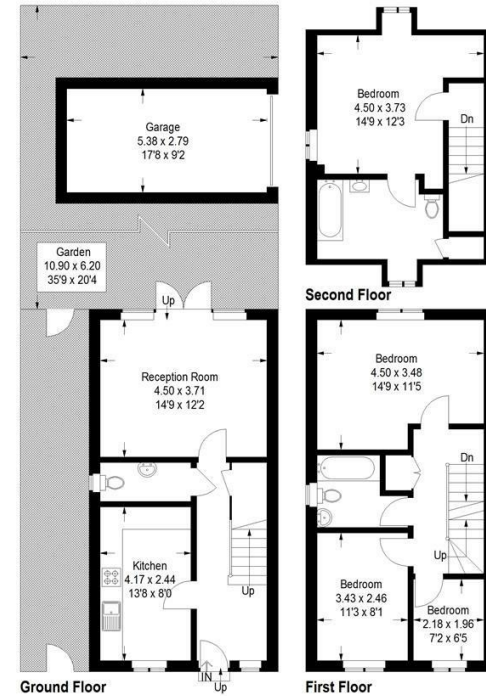 Garage
5.38 x 2.79
17'8 x 9'2
Garden
10.90 x 6.20
35'9 x 20'4
Up
Reception Room
4.50 x 3.71
14'9 x 12'2
Kitchen
4.17 x 2.44
13'8 x 8'0
Up
IN
Up
Ground Floor
Bedroom
4.50 x 3.73
14'9 x 12'3
Dn
Second Floor
Bedroom
4.50 x 3.48
14'9 x 11'5
Dn
Up
Bedroom
3.43 x 2.46
11'3 x 8'1
Bedroom
2.18 x 1.96
7'2 x 6'5
First Floor